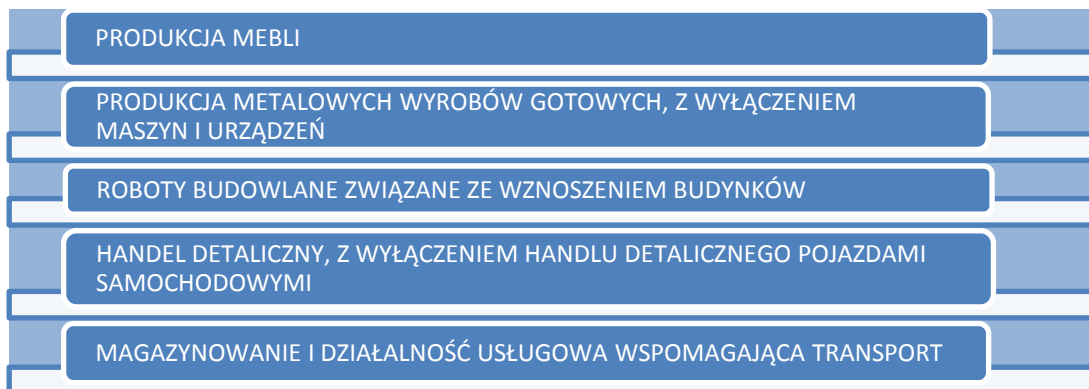 PRODUKCJA MEBLI
PRODUKCJA METALOWYCH WYROBÓW GOTOWYCH, Z WYŁĄCZENIEM
MASZYN I URZĄDZEŃ
ROBOTY BUDOWLANE ZWIĄZANE ZE WZNOSZENIEM BUDYNKÓW
HANDEL DETALICZNY, Z WYŁĄCZENIEM HANDLU DETALICZNEGO POJAZDAMI
SAMOCHODOWYMI
MAGAZYNOWANIE I DZIAŁALNOŚĆ USŁUGOWA WSPOMAGAJĄCA TRANSPORT